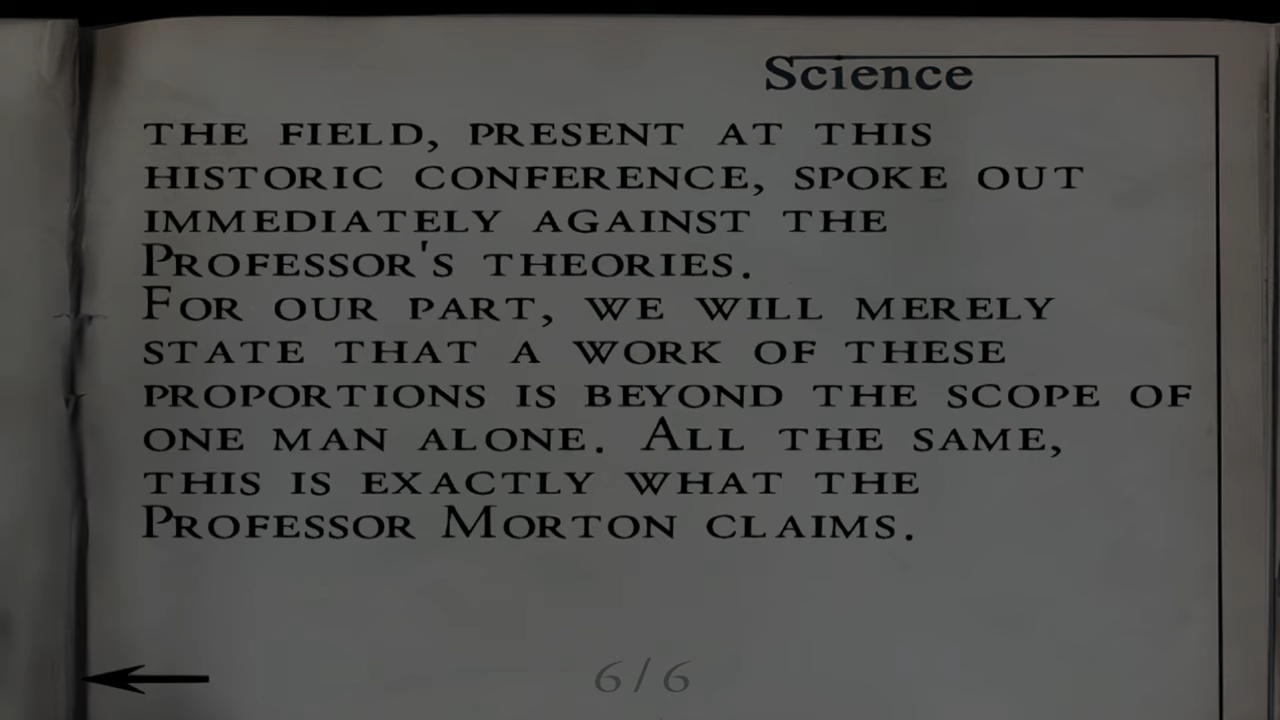 Science
THE FIELD, PRESENT AT THIS
HISTORIC CONFERENCE, SPOKE OUT
IMMEDIATELY AGAINST THE
PROFESSOR'S THEORIES.
FOR OUR PART, WE WILL MERELY
STATE THAT A WORK OF THESE
PROPORTIONS IS BEYOND THE SCOPE OF
ONE MAN ALONE. ALL THE SAME,
THIS IS EXACTLY WHAT THE
PROFESSOR MORTON CLAIMS.
6/6